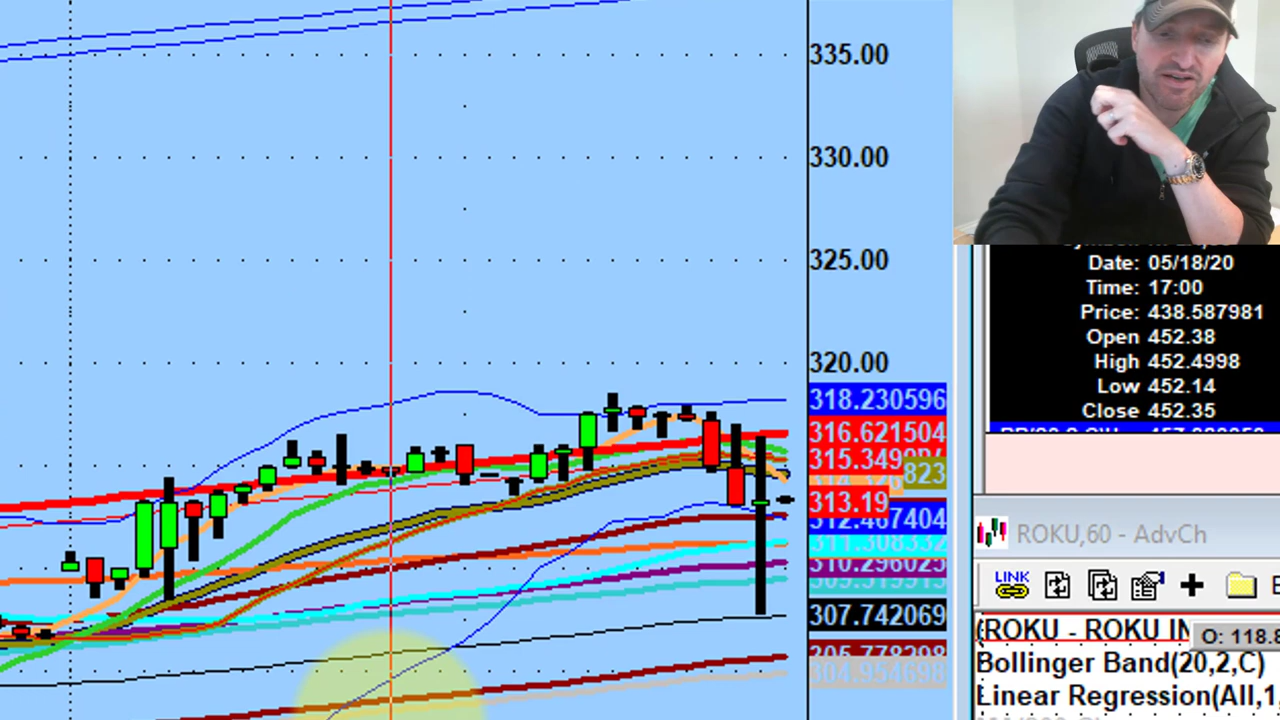 335.00
330.00
325.00
320.00
318.230596
316.621504
823
313.19
307.742069
Date: 05/18/20
Time: 17:00
Price: 438.587981
Open 452.38
High 452.4998
Low 452.14
Close 452.35
ROKU,60 - AdvCh
LINK
(ROKU - ROKU IN
O: 118.8
Bollinger Band(20,2,C)
Linear Regression(All,1,